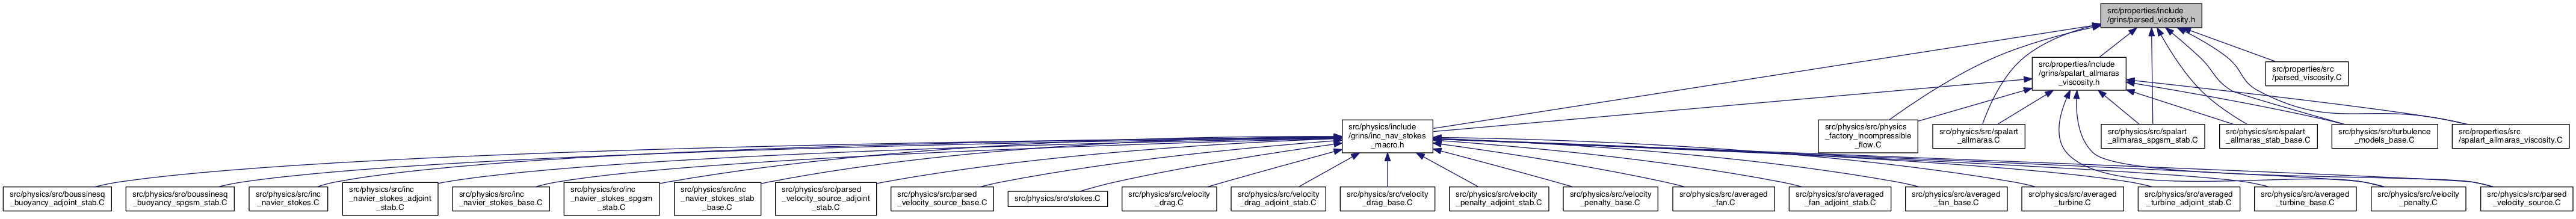 src/properties/include
/grins/parsed_viscosity.h
src/properties/include
/grins/spalart_allmaras
_viscosity.h
src/properties/src
/parsed_viscosity.C
src/physics/include
/grins/inc_nav_stokes
_macro.h
src/physics/src/physics
_factory_incompressible
_flow.C
src/physics/src/spalart
_allmaras.C
src/physics/src/spalart
_allmaras_spgsm_stab.C
src/physics/src/spalart
_allmaras_stab_base.C
src/physics/src/turbulence
_models_base.C
src/properties/src
/spalart_allmaras_viscosity.C
src/physics/src/boussinesq
_buoyancy_adjoint_stab.C
src/physics/src/boussinesq
_buoyancy_spgsm_stab.C
src/physics/src/inc
_navier_stokes.C
src/physics/src/inc
_navier_stokes_adjoint
_stab.C
src/physics/src/inc
_navier_stokes_base.C
src/physics/src/inc
_navier_stokes_spgsm
_stab.C
src/physics/src/inc
_navier_stokes_stab
_base.C
src/physics/src/parsed
_velocity_source_adjoint
_stab.C
src/physics/src/parsed
_velocity_source_base.C
src/physics/src/stokes.C
src/physics/src/velocity
_drag.C
src/physics/src/velocity
_drag_adjoint_stab.C
src/physics/src/velocity
_drag_base.C
src/physics/src/velocity
_penalty_adjoint_stab.C
src/physics/src/velocity
_penalty_base.C
src/physics/src/averaged
_fan.C
src/physics/src/averaged
_fan_adjoint_stab.C
src/physics/src/averaged
_fan_base.C
src/physics/src/averaged
_turbine.C
src/physics/src/averaged
_turbine_adjoint_stab.C
src/physics/src/averaged
_turbine_base.C
src/physics/src/velocity
_penalty.C
src/physics/src/parsed
_velocity_source.C